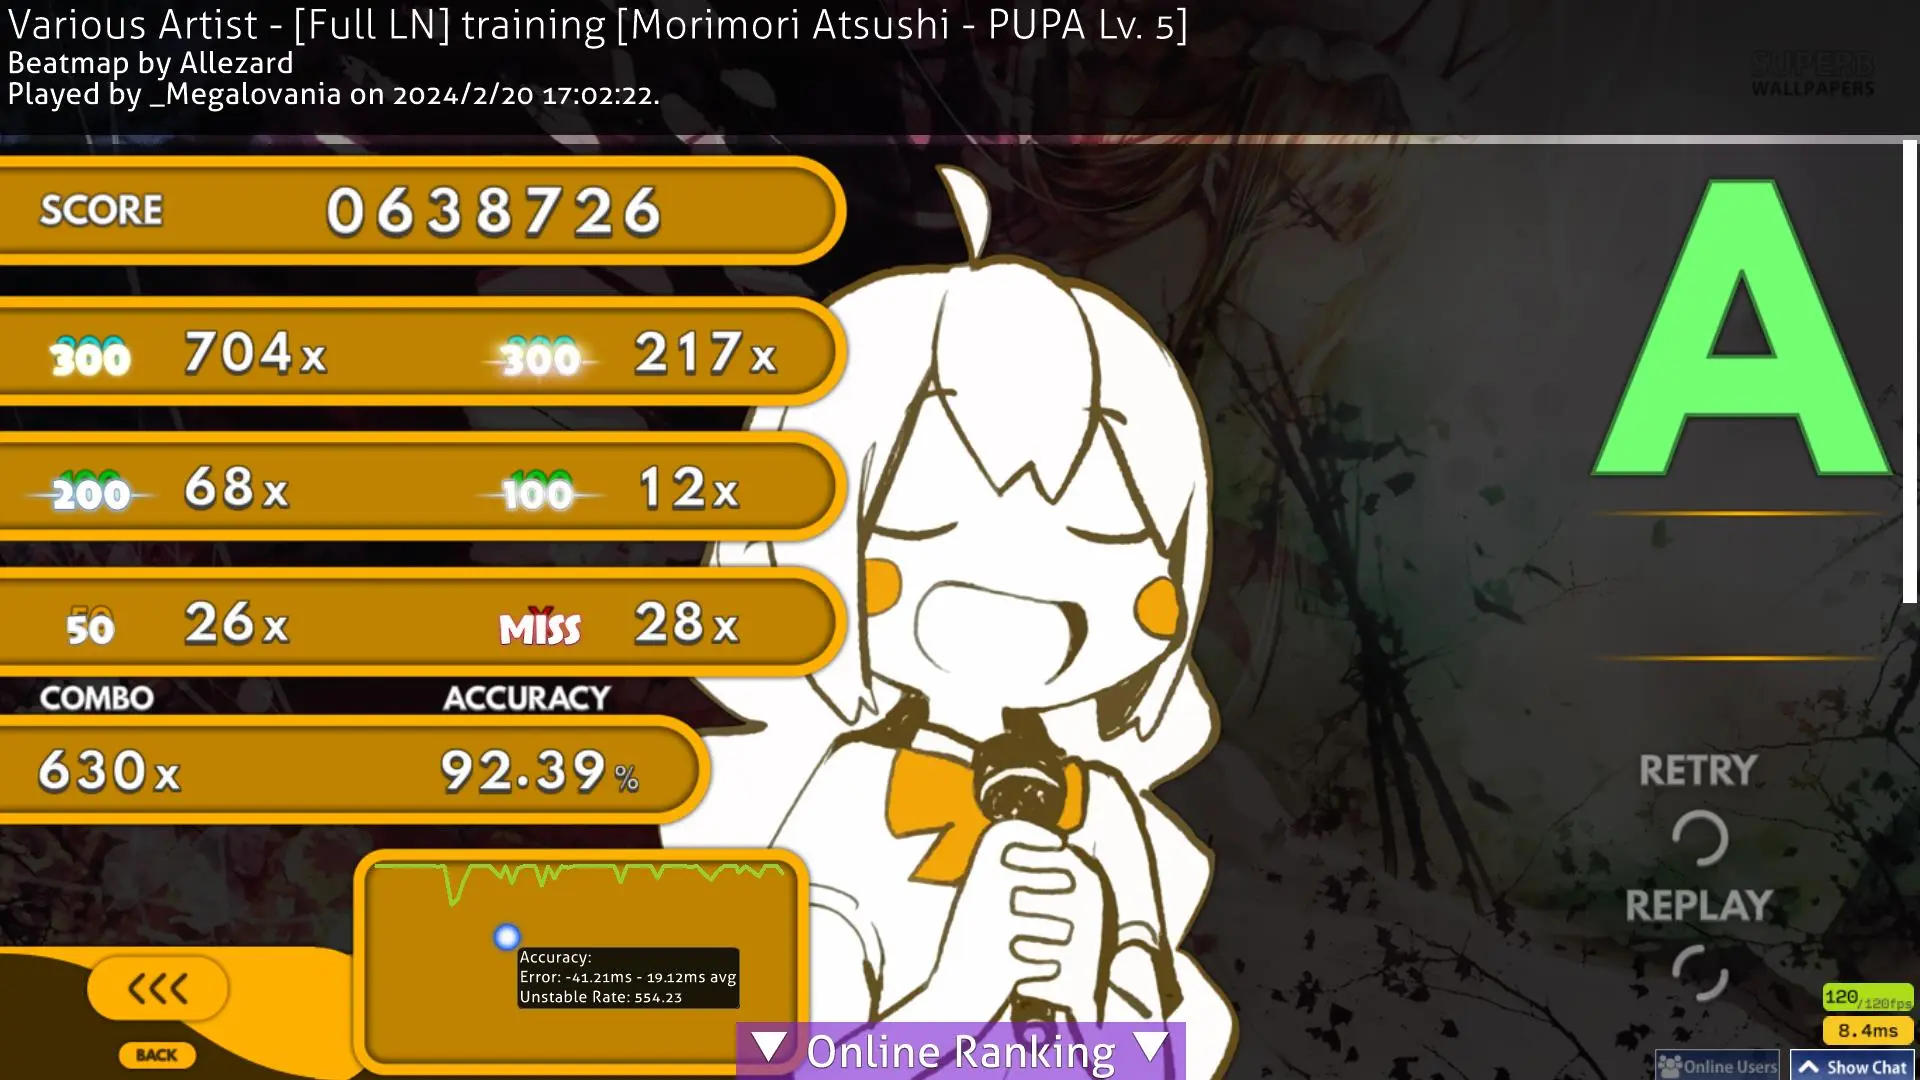 Various Artist - [Full LN] training [Morimori Atsushi - PUPA Lv. 5]
Beatmap by Allezard
Played by _Megalovania on 2024/2/20 17:02:22.
SUPERB
WALLPAPERS
SCORE 0638726
300 704x 300 217x
200 68x 100 12x
50 26x MISS 28x
COMBO ACCURACY
630x 92.39%
A
RETRY
REPLAY
Accuracy:
Error: -41.21ms - 19.12ms avg
Unstable Rate: 554.23
BACK
▼ Online Ranking ▼
120/120fps
8.4ms
Online Users
Show Chat